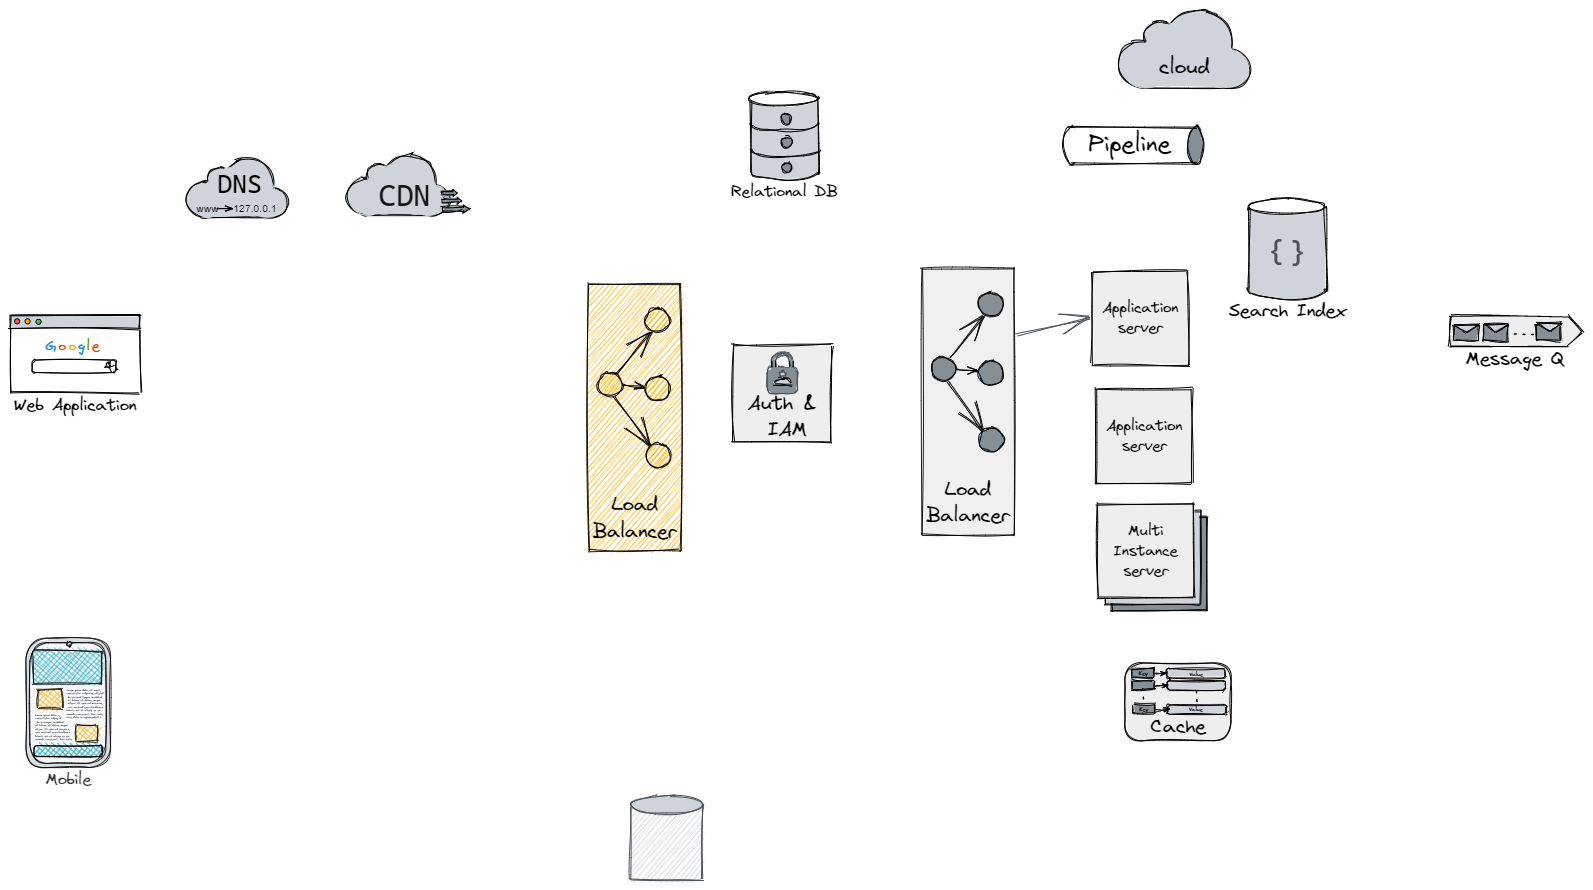 cloud
Pipeline
DNS
www 127.0.0.1
CDN
Relational DB
{ }
Search Index
Google
Web Application
Load
Balancer
Auth &
IAM
Load
Balancer
Application
server
Application
server
Multi
Instance
server
Message Q
Key Value
Key Value
Cache
Mobile